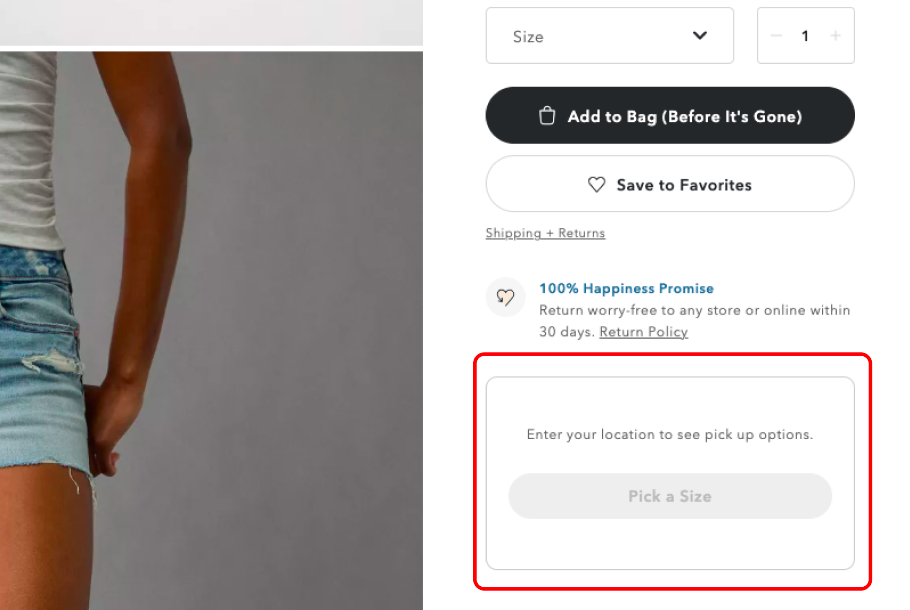 Size
1
Add to Bag (Before It's Gone)
Save to Favorites
Shipping + Returns
100% Happiness Promise
Return worry-free to any store or online within
30 days. Return Policy
Enter your location to see pick up options.
Pick a Size